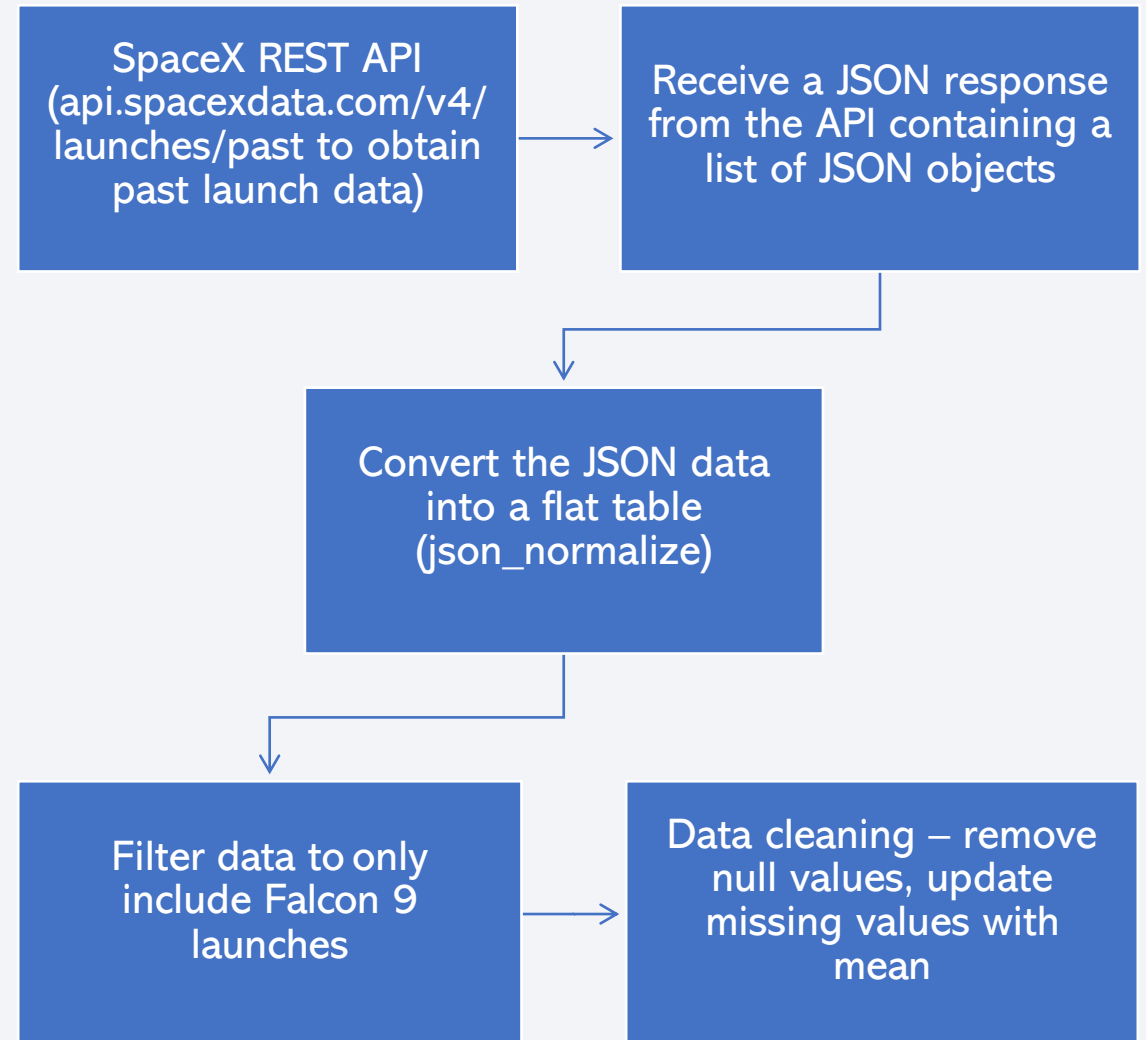 SpaceX REST API
(api.spacexdata.com/v4/
launches/past to obtain
past launch data)
Receive a JSON response
from the API containing a
list of JSON objects
Convert the JSON data
into a flat table
(json_normalize)
Filter data to only
include Falcon 9
launches
Data cleaning – remove
null values, update
missing values with
mean